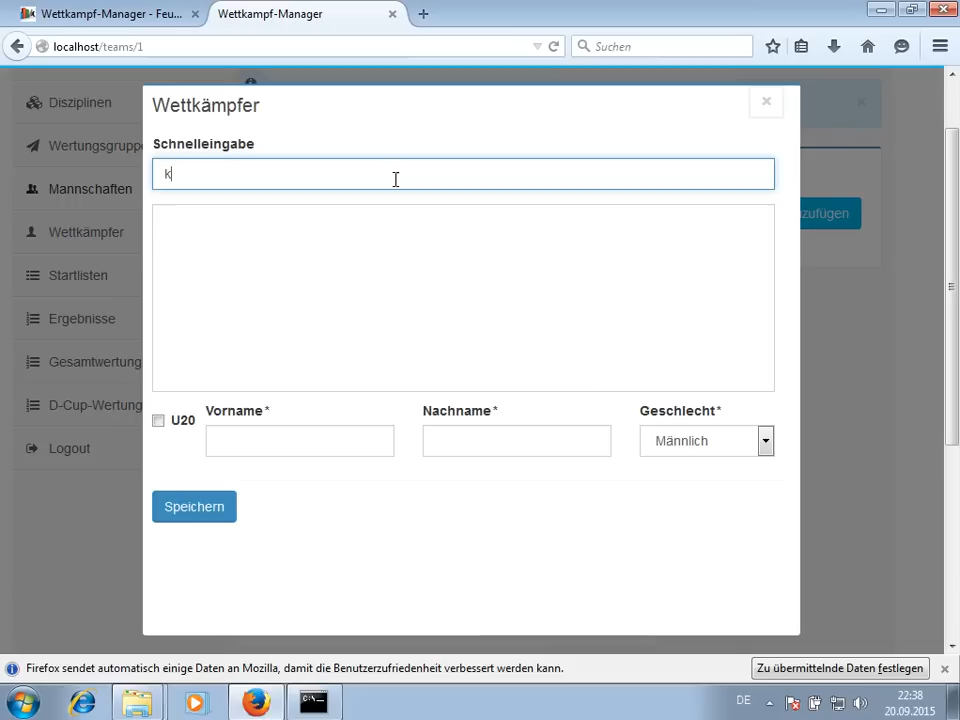 Wettkampf-Manager - Feu...
Wettkampf-Manager
localhost/teams/1
Suchen
Disziplinen
Wertungsgruppe
Mannschaften
Wettkämpfer
Startlisten
Ergebnisse
Gesamtwertung
D-Cup-Wertung
Logout
Wettkämpfer
Schnelleingabe
k
zufügen
U20
Vorname*
Nachname*
Geschlecht*
Männlich
Speichern
Firefox sendet automatisch einige Daten an Mozilla, damit die Benutzerzufriedenheit verbessert werden kann.
Zu übermittelnde Daten festlegen
DE
22:38
20.09.2015